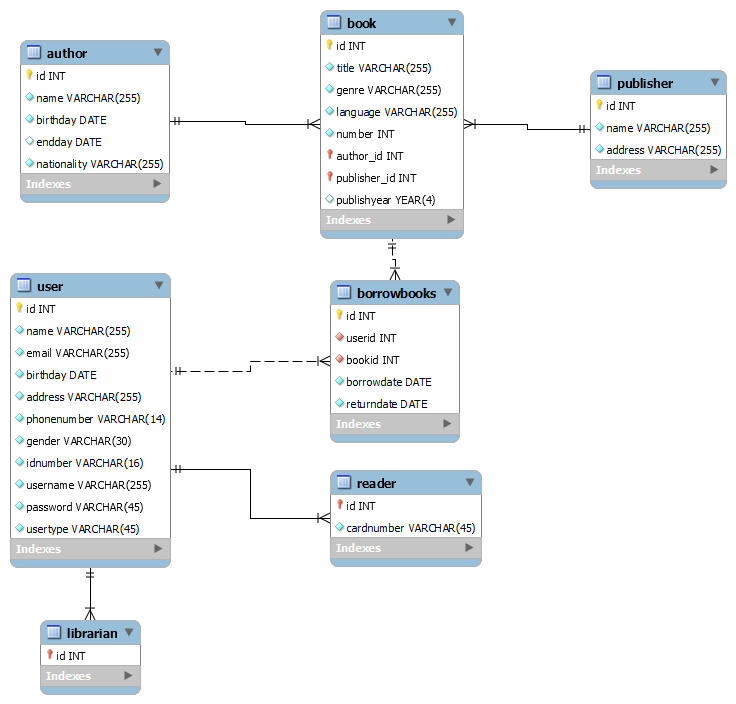 author
id INT
name VARCHAR(255)
birthday DATE
endday DATE
nationality VARCHAR(255)
Indexes
book
id INT
title VARCHAR(255)
genre VARCHAR(255)
language VARCHAR(255)
number INT
author_id INT
publisher_id INT
publishyear YEAR(4)
Indexes
publisher
id INT
name VARCHAR(255)
address VARCHAR(255)
Indexes
user
id INT
name VARCHAR(255)
email VARCHAR(255)
birthday DATE
address VARCHAR(255)
phonenumber VARCHAR(14)
gender VARCHAR(30)
idnumber VARCHAR(16)
username VARCHAR(255)
password VARCHAR(45)
usertype VARCHAR(45)
Indexes
borrowbooks
id INT
userid INT
bookid INT
borrowdate DATE
returndate DATE
Indexes
reader
id INT
cardnumber VARCHAR(45)
Indexes
librarian
id INT
Indexes